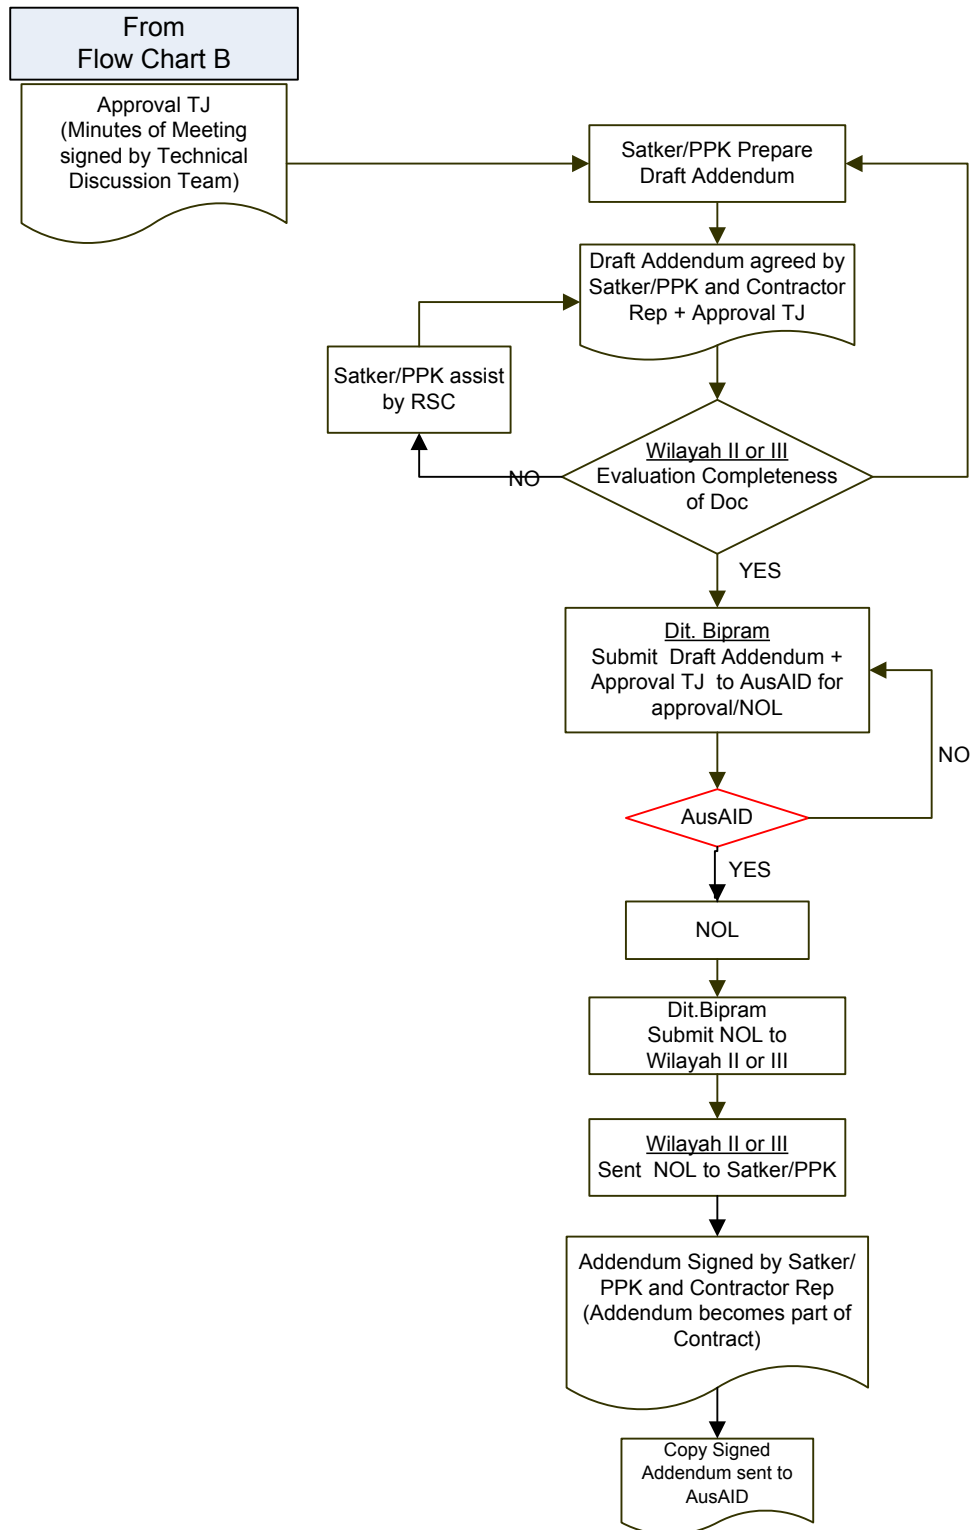 From
Flow Chart B
Approval TJ
(Minutes of Meeting
signed by Technical
Discussion Team)
Satker/PPK Prepare
Draft Addendum
Draft Addendum agreed by
Satker/PPK and Contractor
Rep + Approval TJ
Satker/PPK assist
by RSC
Wilayah II or III
Evaluation Completeness
of Doc
NO
YES
Dit. Bipram
Submit Draft Addendum +
Approval TJ to AusAID for
approval/NOL
NO
AusAID
YES
NOL
Dit.Bipram
Submit NOL to
Wilayah II or III
Wilayah II or III
Sent NOL to Satker/PPK
Addendum Signed by Satker/
PPK and Contractor Rep
(Addendum becomes part of
Contract)
Copy Signed
Addendum sent to
AusAID